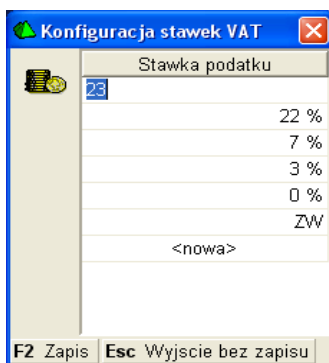 Konfiguracja stawek VAT
Stawka podatku
23
22 %
7 %
3 %
0 %
ZW
<nowa>
F2 Zapis Esc Wyjscie bez zapisu